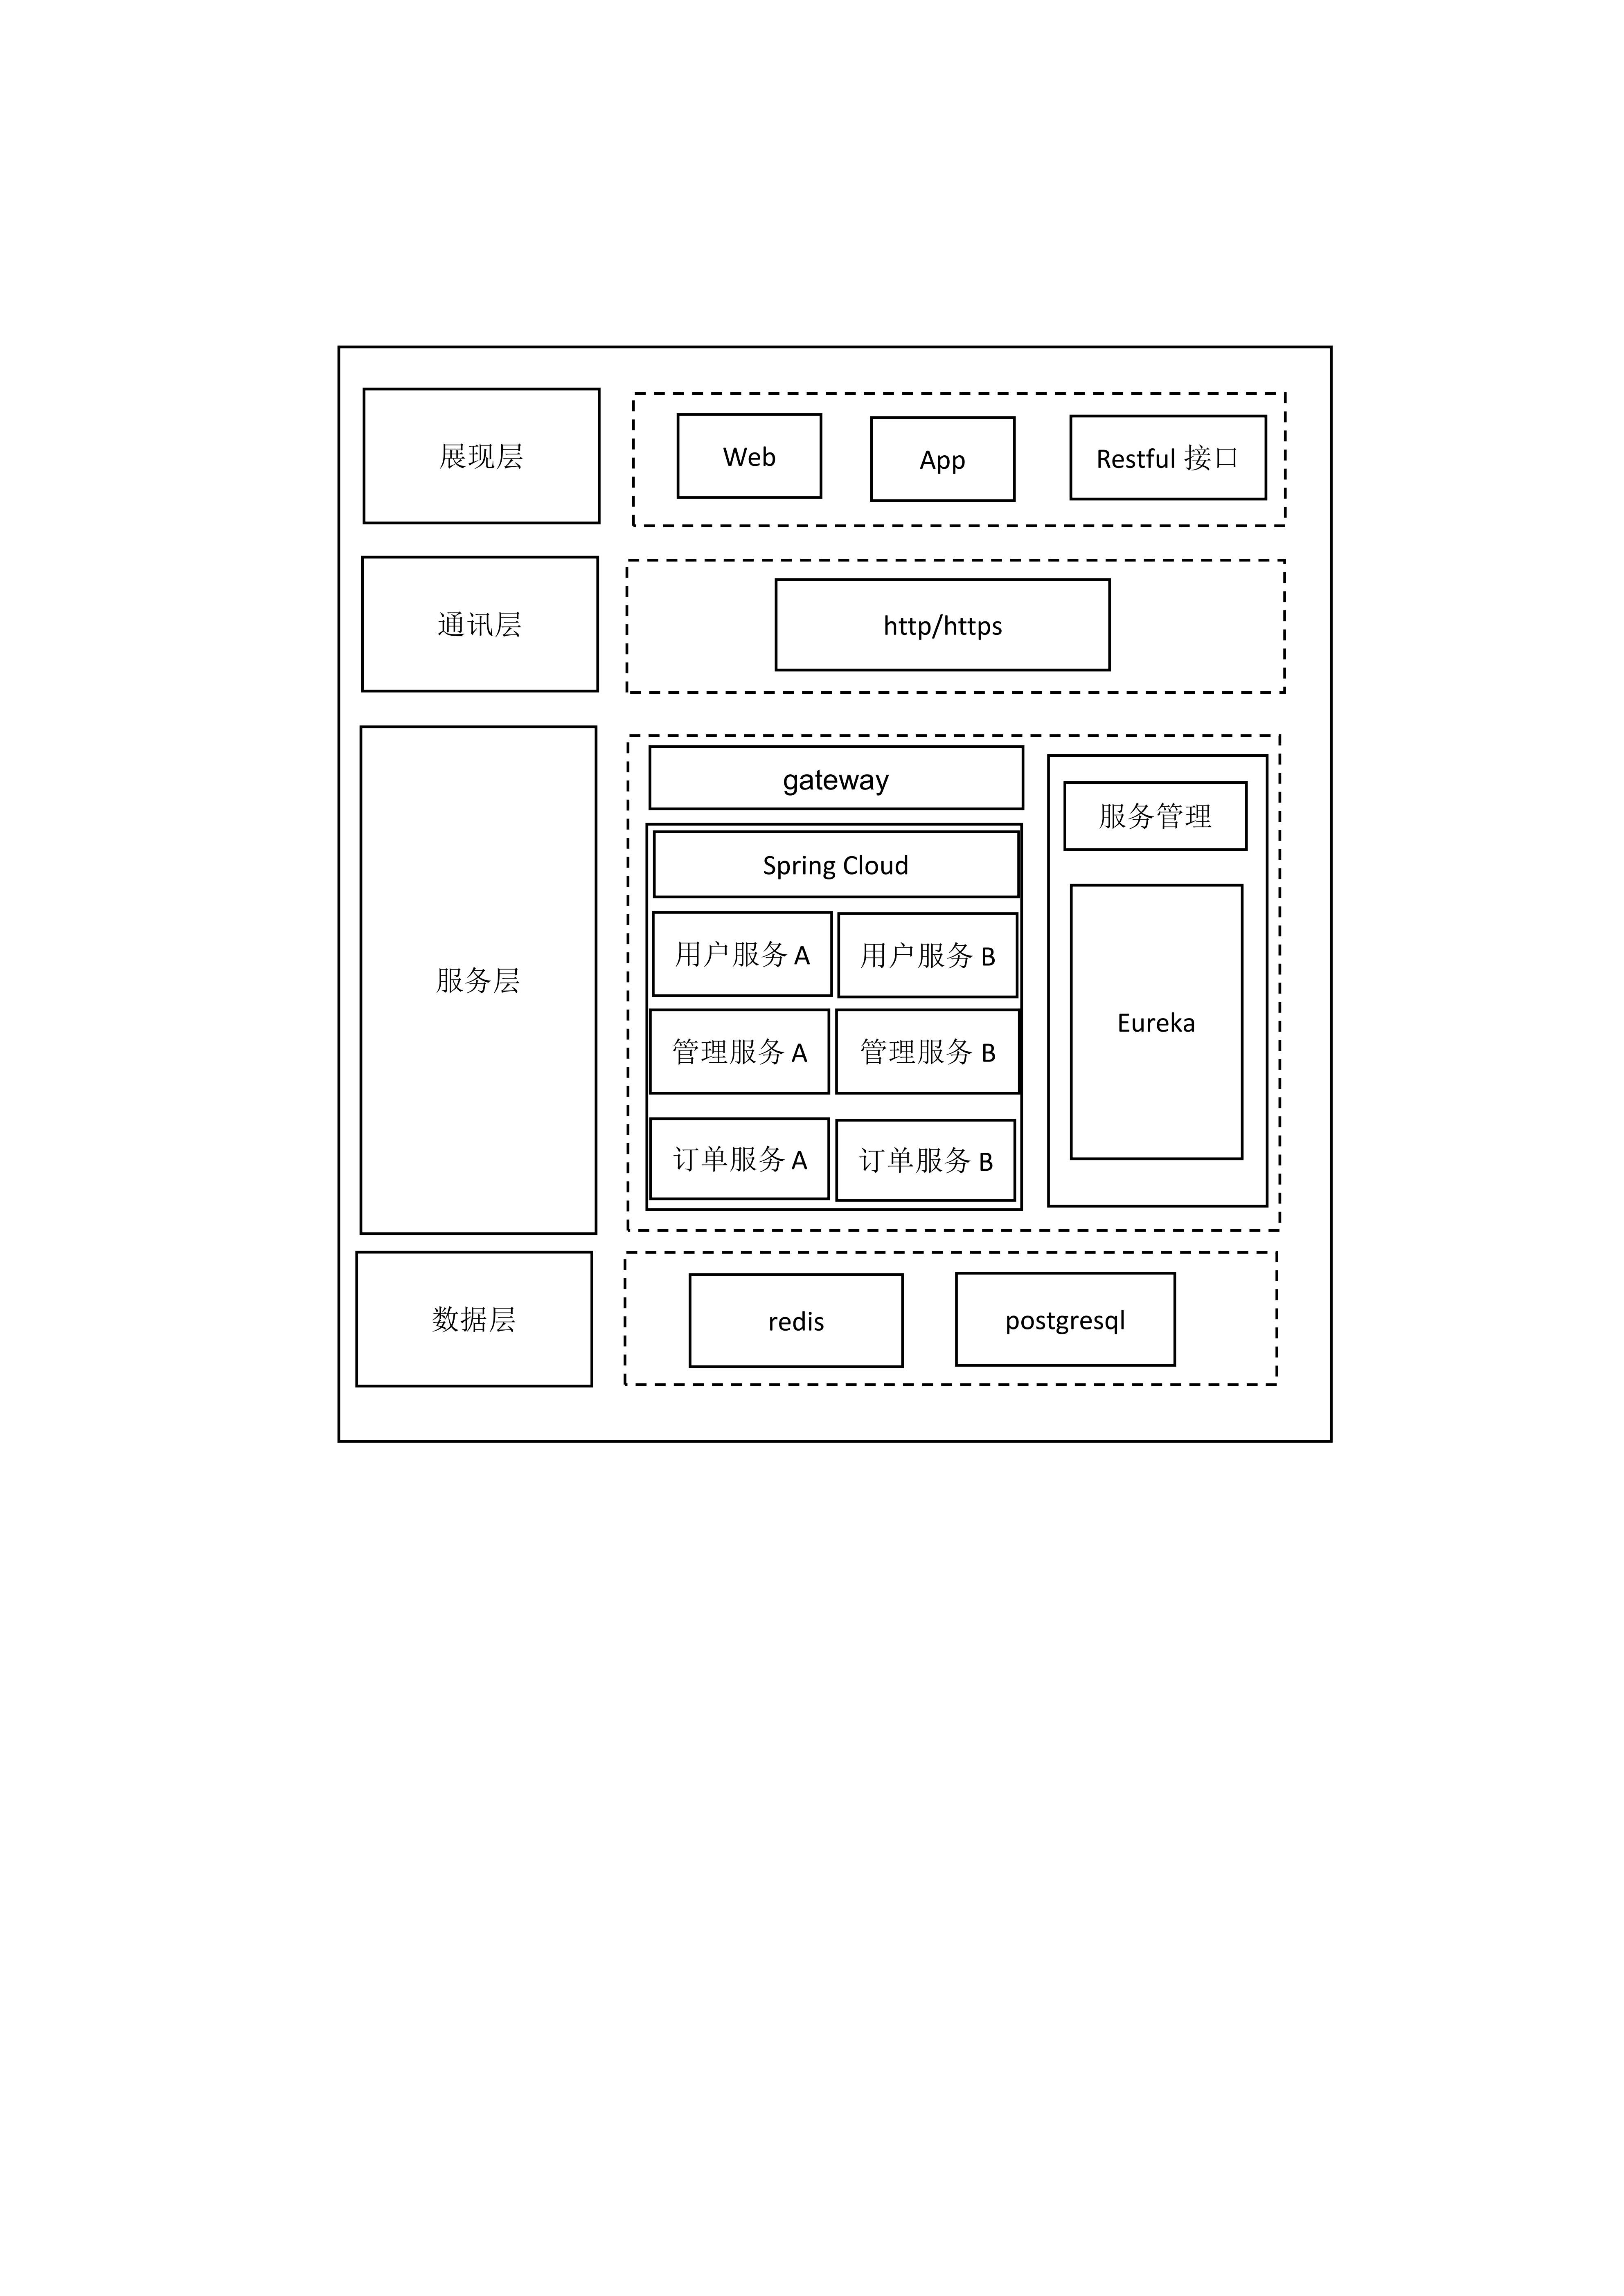 展现层
Web
App
Restful 接口
通讯层
http/https
服务层
gateway
Spring Cloud
用户服务 A
用户服务 B
管理服务 A
管理服务 B
订单服务 A
订单服务 B
服务管理
Eureka
数据层
redis
postgresql